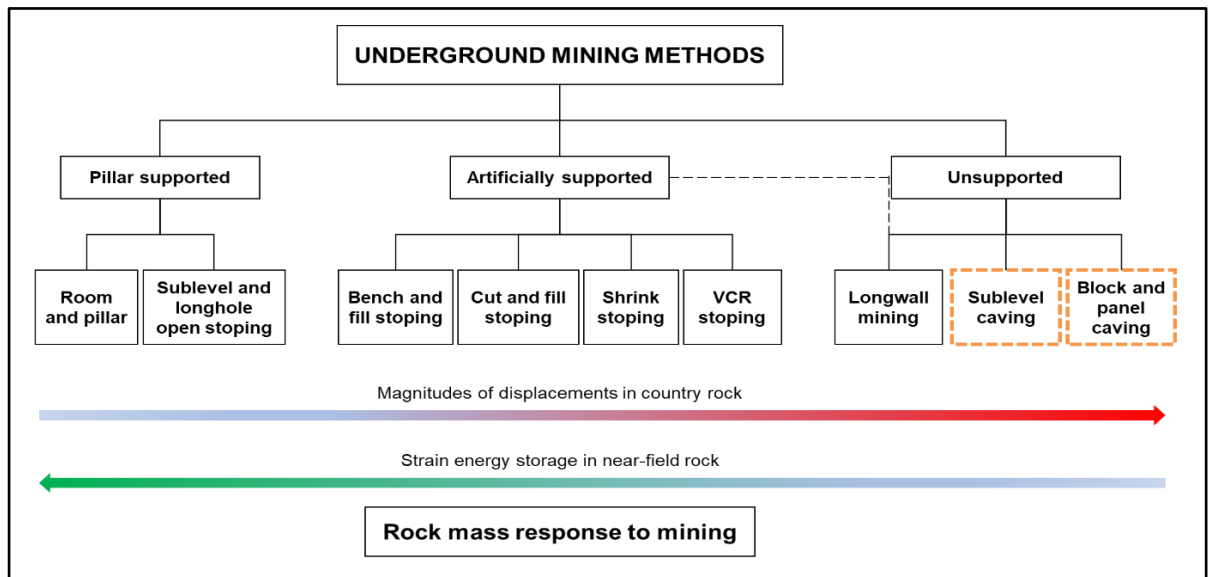 UNDERGROUND MINING METHODS
Pillar supported
Artificially supported
Unsupported
Room
and pillar
Sublevel and
longhole
open stoping
Bench and
fill stoping
Cut and fill
stoping
Shrink
stoping
VCR
stoping
Longwall
mining
Sublevel
caving
Block and
panel
caving
Magnitudes of displacements in country rock
Strain energy storage in near-field rock
Rock mass response to mining